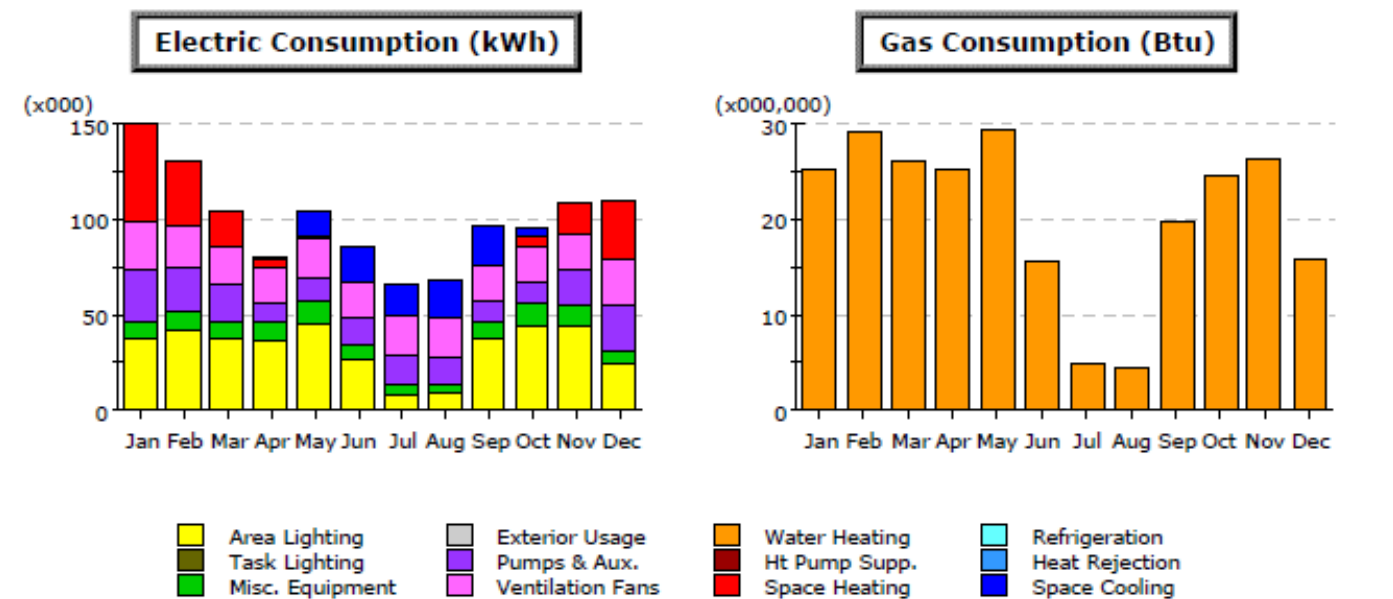 Electric Consumption (kWh)
Gas Consumption (Btu)
(x000)
150
100
50
0
Jan Feb Mar Apr May Jun Jul Aug Sep Oct Nov Dec
(x000,000)
30
20
10
0
Jan Feb Mar Apr May Jun Jul Aug Sep Oct Nov Dec
Area Lighting
Task Lighting
Misc. Equipment
Exterior Usage
Pumps & Aux.
Ventilation Fans
Water Heating
Ht Pump Supp.
Space Heating
Refrigeration
Heat Rejection
Space Cooling